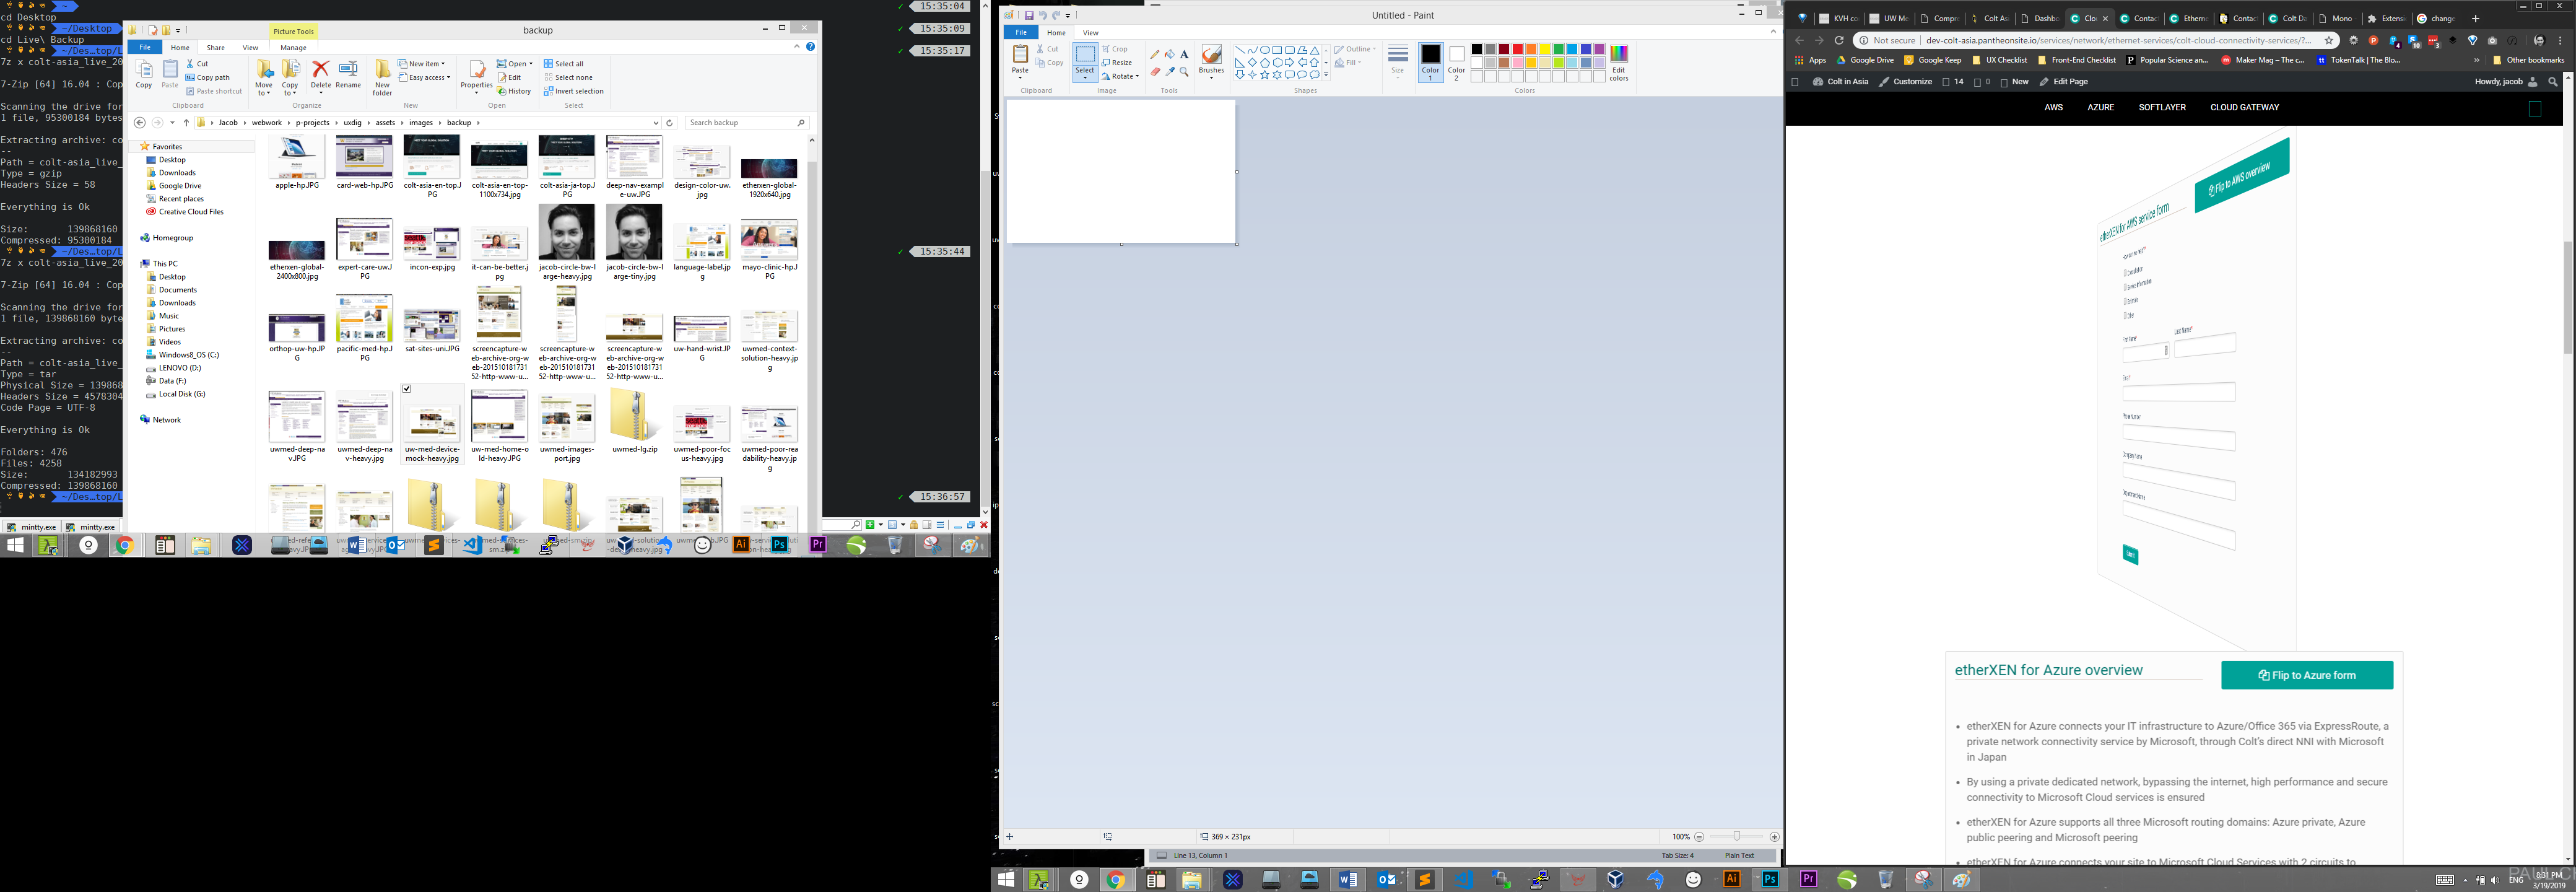 cd Desktop
~/Desktop
cd Live\ Backup
~/Des…top/L
7z x colt-asia_live_20
7-Zip [64] 16.04 : Cop
Scanning the drive for
1 file, 95300184 bytes
Extracting archive: co
--
Path = colt-asia_live_
Type = gzip
Headers Size = 58
Everything is Ok
Size: 139868160
Compressed: 95300184
~/Des…top/L
7z x colt-asia_live_20
7-Zip [64] 16.04 : Cop
Scanning the drive for
1 file, 139868160 byte
Extracting archive: co
--
Path = colt-asia_live_
Type = tar
Physical Size = 139868
Headers Size = 4578304
Code Page = UTF-8
Everything is Ok
Folders: 476
Files: 4258
Size: 134182993
Compressed: 139868160
~/Des…top/L
mintty.exe mintty.exe
15:35:04
15:35:09
15:35:17
15:35:44
15:36:57
Picture Tools
backup
File Home Share View Manage
Copy
Paste
Cut
Copy path
Paste shortcut
Clipboard
Move to
Copy to
Delete
Rename
Organize
New folder
New item
Easy access
New
Properties
Open
Edit
History
Open
Select all
Select none
Invert selection
Select
Jacob webwork p-projects uxdig assets images backup
Search backup
Favorites
Desktop
Downloads
Google Drive
Recent places
Creative Cloud Files
Homegroup
This PC
Desktop
Documents
Downloads
Music
Pictures
Videos
Windows8_OS (C:)
LENOVO (D:)
Data (F:)
Local Disk (G:)
Network
apple-hp.JPG
card-web-hp.JPG
colt-asia-en-top.JPG
colt-asia-en-top-1100x734.jpg
colt-asia-ja-top.JPG
deep-nav-example-uw.JPG
design-color-uw.jpg
etherxen-global-1920x640.jpg
etherxen-global-2400x800.jpg
expert-care-uw.JPG
incon-exp.jpg
it-can-be-better.jpg
jacob-circle-bw-large-heavy.jpg
jacob-circle-bw-large-tiny.jpg
language-label.jpg
mayo-clinic-hp.JPG
orthop-uw-hp.JPG
pacific-med-hp.JPG
sat-sites-uni.JPG
screencapture-web-archive-org-web-20151018173152-http-www-u...
screencapture-web-archive-org-web-20151018173152-http-www-u...
screencapture-web-archive-org-web-20151018173152-http-www-u...
uw-hand-wrist.JPG
uwmed-context-solution-heavy.jpg
uwmed-deep-nav.JPG
uwmed-deep-nav-heavy.jpg
uw-med-device-mock-heavy.jpg
uw-med-home-old-heavy.JPG
uwmed-images-port.jpg
uwmed-lg.zip
uwmed-poor-focus-heavy.jpg
uwmed-poor-readability-heavy.jpg
Untitled - Paint
File Home View
Paste
Cut
Copy
Clipboard
Select
Crop
Resize
Rotate
Image
Tools
Brushes
Shapes
Outline
Fill
Size
Color 1
Color 2
Edit colors
Colors
369 × 231px
100%
Line 13, Column 1
Tab Size: 4
Plain Text
KVH co
UW Me
Compre
Colt As
Dashbo
Clo
Contac
Ethern
Contac
Colt Da
Mono
Extensi
change
Not secure
dev-colt-asia.pantheonsite.io/services/network/ethernet-services/colt-cloud-connectivity-services/?...
Apps
Google Drive
Google Keep
UX Checklist
Front-End Checklist
Popular Science an...
Maker Mag – The c...
TokenTalk | The Blo...
Other bookmarks
Colt in Asia
Customize
14
0
New
Edit Page
Howdy, jacob
AWS AZURE SOFTLAYER CLOUD GATEWAY
etherXEN for AWS service form
Flip to AWS overview
Last Name*
etherXEN for Azure overview
Flip to Azure form
• etherXEN for Azure connects your IT infrastructure to Azure/Office 365 via ExpressRoute, a
private network connectivity service by Microsoft, through Colt's direct NNI with Microsoft
in Japan
• By using a private dedicated network, bypassing the internet, high performance and secure
connectivity to Microsoft Cloud services is ensured
• etherXEN for Azure supports all three Microsoft routing domains: Azure private, Azure
public peering and Microsoft peering
• etherXEN for Azure connects your site to Microsoft Cloud Services with 2 circuits to
ENG
8:31 PM
3/19/2019